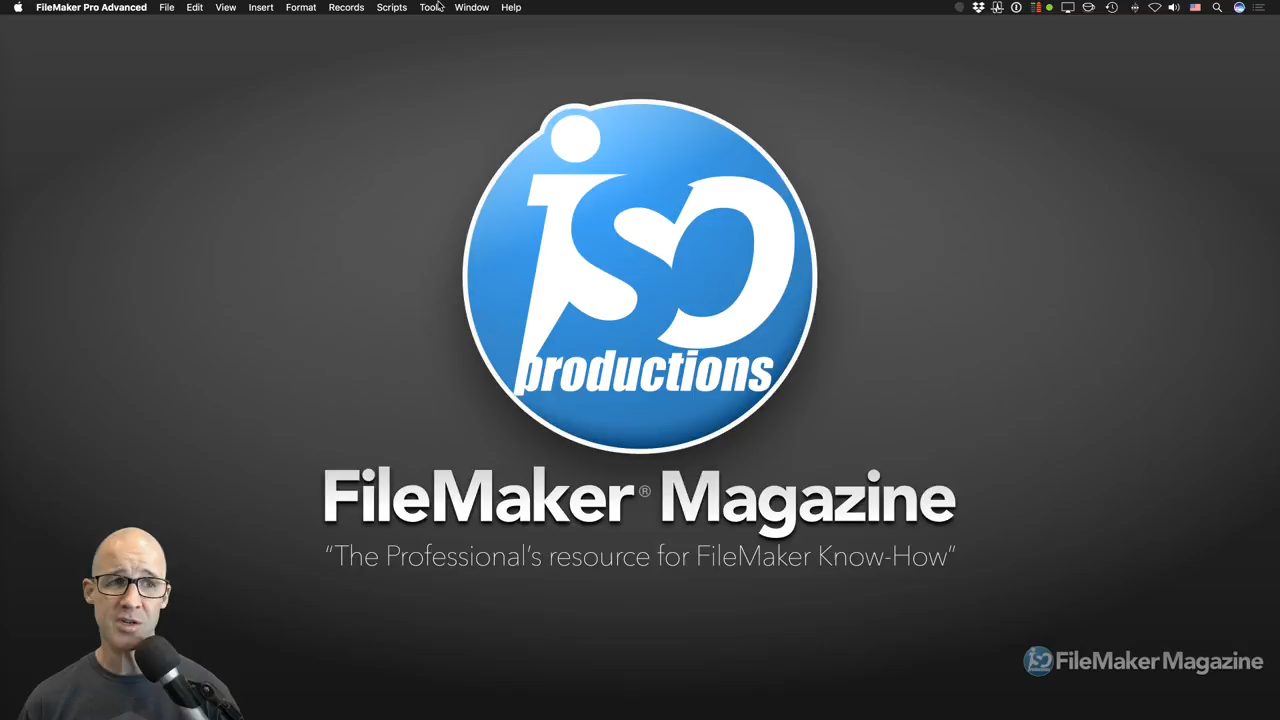 FileMaker Pro Advanced File Edit View Insert Format Records Scripts Tools Window Help
iso
productions
FileMaker® Magazine
“The Professional’s resource for FileMaker Know-How”
iso FileMaker Magazine